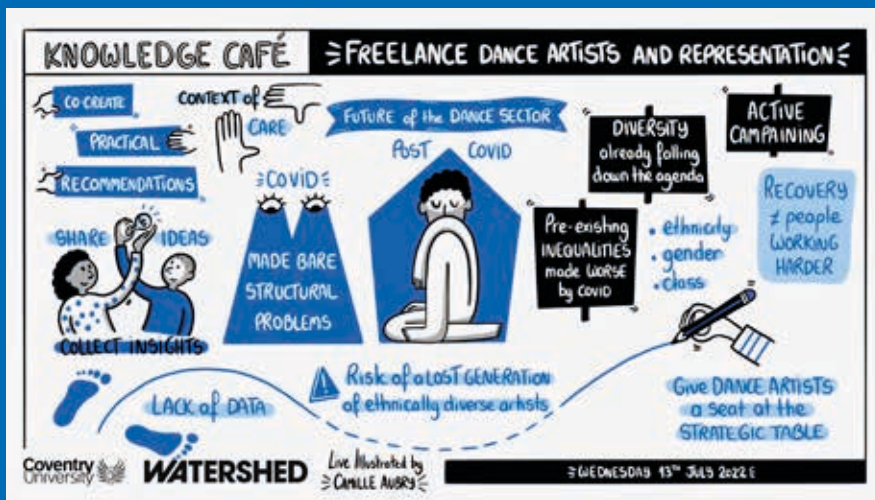 KNOWLEDGE CAFÉ
FREELANCE DANCE ARTISTS AND REPRESENTATION
CO-CREATE
PRACTICAL
RECOMMENDATIONS
SHARE IDEAS
COLLECT INSIGHTS
CONTEXT of
CARE
COVID
MADE BARE
STRUCTURAL
PROBLEMS
FUTURE of the DANCE SECTOR
POST COVID
DIVERSITY
already falling
down the agenda
ACTIVE
CAMPAINING
Pre-existing
INEQUALITIES
made WORSE
by COVID
• ethnicity
• gender
• class
RECOVERY
≠ people
WORKING
HARDER
LACK of DATA
Risk of a LOST GENERATION
of ethnically diverse artists
Give DANCE ARTISTS
a seat at the
STRATEGIC TABLE
Coventry
University
WATERSHED
Live Illustrated by
CAMILLE AUBRY
WEDNESDAY 13TH JULY 2022